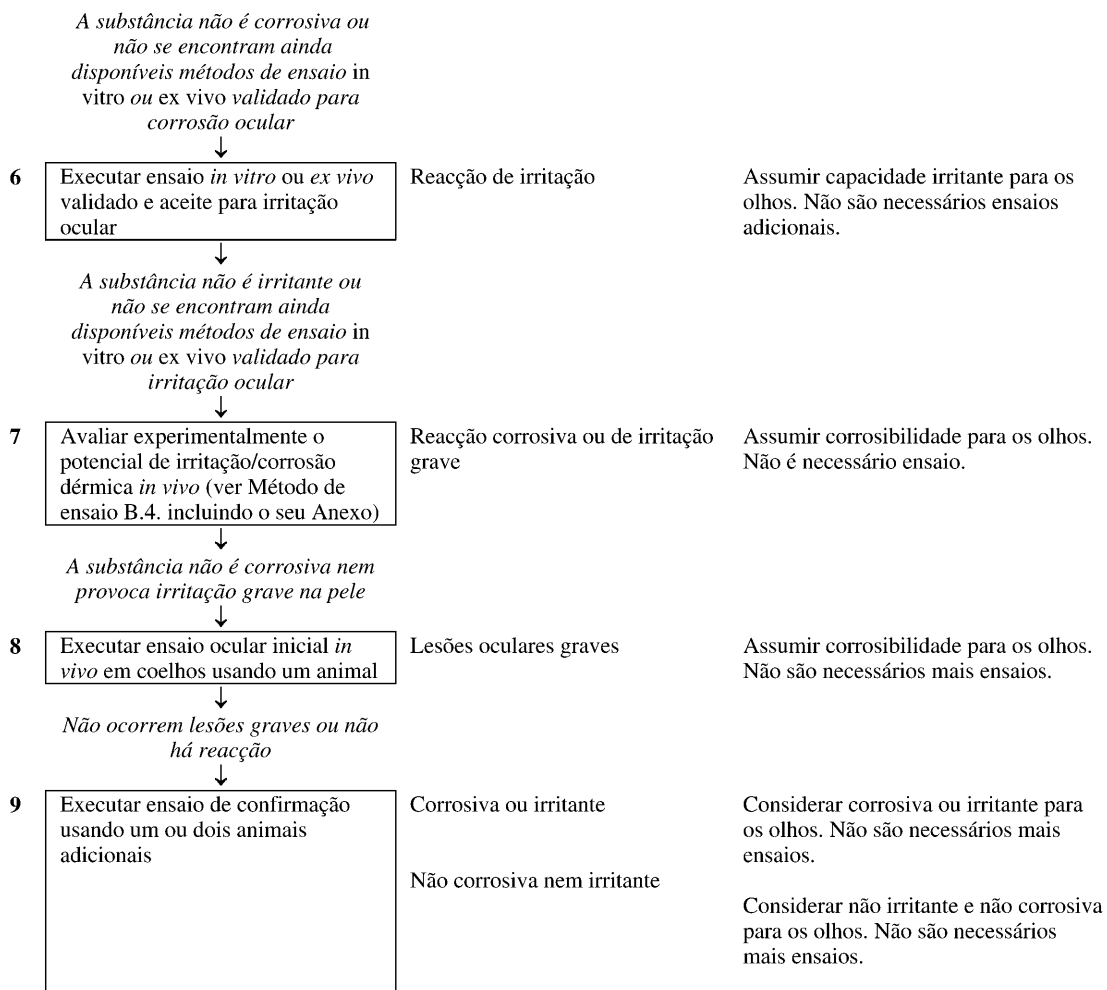 A substância não é corrosiva ou
não se encontram ainda
disponíveis métodos de ensaio in
vitro ou ex vivo validado para
corrosão ocular
↓
6
Executar ensaio in vitro ou ex vivo
validado e aceite para irritação
ocular
Reacção de irritação
Assumir capacidade irritante para os
olhos. Não são necessários ensaios
adicionais.
↓
A substância não é irritante ou
não se encontram ainda
disponíveis métodos de ensaio in
vitro ou ex vivo validado para
irritação ocular
↓
7
Avaliar experimentalmente o
potencial de irritação/corrosão
dérmica in vivo (ver Método de
ensaio B.4. incluindo o seu Anexo)
Reacção corrosiva ou de irritação
grave
Assumir corrosibilidade para os olhos.
Não é necessário ensaio.
↓
A substância não é corrosiva nem
provoca irritação grave na pele
↓
8
Executar ensaio ocular inicial in
vivo em coelhos usando um animal
Lesões oculares graves
Assumir corrosibilidade para os olhos.
Não são necessários mais ensaios.
↓
Não ocorrem lesões graves ou não
há reacção
↓
9
Executar ensaio de confirmação
usando um ou dois animais
adicionais
Corrosiva ou irritante
Considerar corrosiva ou irritante para
os olhos. Não são necessários mais
ensaios.
Não corrosiva nem irritante
Considerar não irritante e não corrosiva
para os olhos. Não são necessários
mais ensaios.